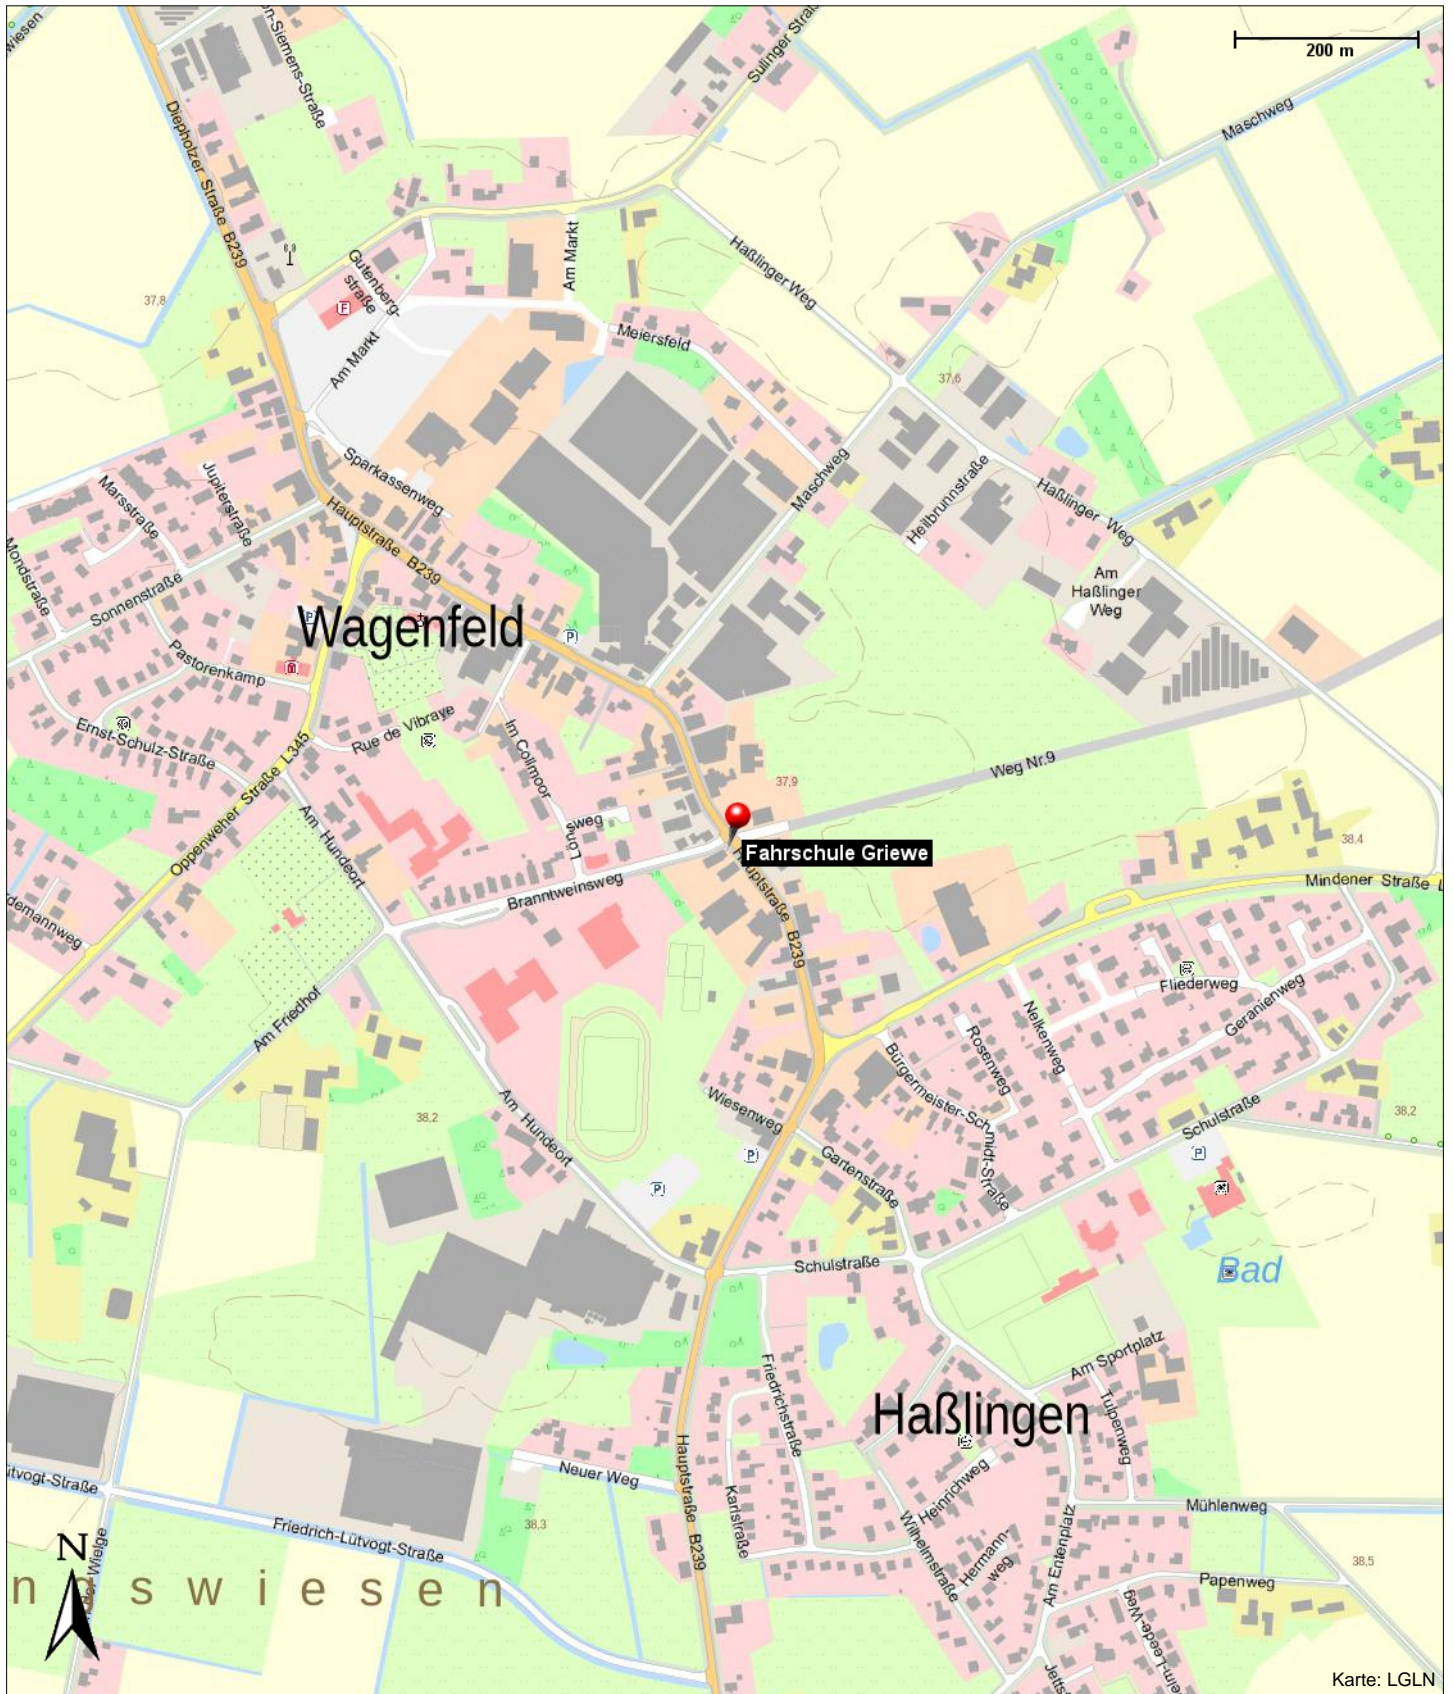 200 m
Sulinger
Maschweg
Diepholzer Straße B239
Gutenberg-
straße
Am Markt
Haßlinger Weg
37,8
F
Am Markt
Meiersfeld
37,6
Sparkassenweg
Maschweg
Jupiterstraße
Marsstraße
Heilbrunnstraße
Haßlinger Weg
Hauptstraße B239
Mondstraße
Sonnenstraße
Am
Haßlinger
Weg
Wagenfeld
P
P
Pastorenkamp
Ernst-Schulz-Straße
Rue de Vibraye
Im Collmoor
Weg Nr.9
37,9
Oppenweher Straße L345
Am Hundeort
Löns
weg
Fahrschule Griewe
38,4
Branntweinsweg
Mindener Straße L
Hauptstraße B239
Fliederweg
Geranienweg
Nelkenweg
Rosenweg
Am Friedhof
Bürgermeister-Schmidt-Straße
Wiesenweg
38,2
Am Hundeort
Schulstraße
38,2
Gartenstraße
P
P
P
Schulstraße
Bad
Friedrichstraße
Am Sportplatz
Tulpenweg
Haßlingen
Hauptstraße B239
Neuer Weg
Karlstraße
Heinrichweg
Wilhelmstraße
Mühlenweg
Friedrich-Lütvogt-Straße
38,3
Hermann-
weg
Am Entenplatz
38,5
Papenweg
N
n g s w i e s e n
Karte: LGLN